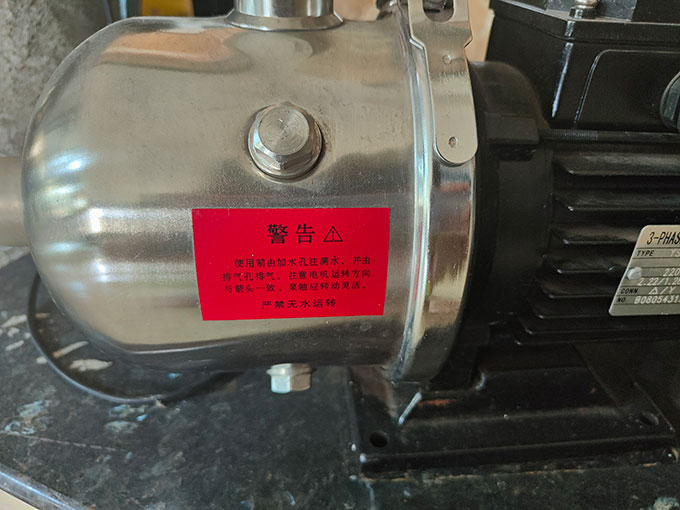 警告
使用前由加水孔注满水、并由
排气孔排气、注意电机运转方向
与箭头一致、泵轴应转动灵活。
严禁无水运转
3-PHAS
TYPE
220
CONN △/
NO. 80805431